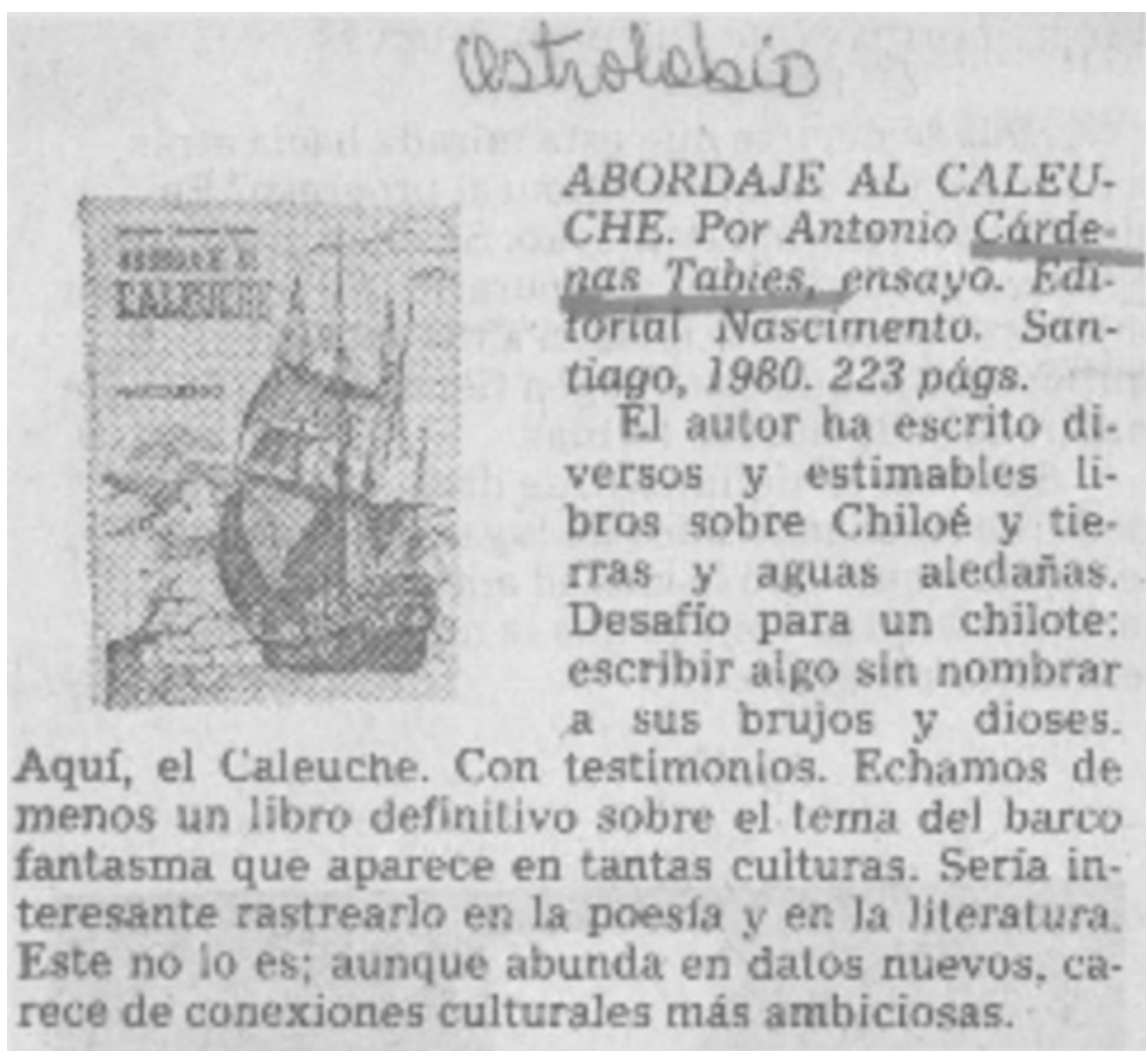 Astrolabio
ABORDAJE AL CALEU-
CHE. Por Antonio Cárde-
nas Tabies, ensayo. Edi-
torial Nascimento. San-
tiago, 1980. 223 págs.
CALEUCHE
El autor ha escrito di-
versos y estimables li-
bros sobre Chiloé y tie-
rras y aguas aledañas.
Desafío para un chilote:
escribir algo sin nombrar
a sus brujos y dioses.
Aquí, el Caleuche. Con testimonios. Echamos de
menos un libro definitivo sobre el tema del barco
fantasma que aparece en tantas culturas. Sería in-
teresante rastrearlo en la poesía y en la literatura.
Este no lo es; aunque abunda en datos nuevos, ca-
rece de conexiones culturales más ambiciosas.